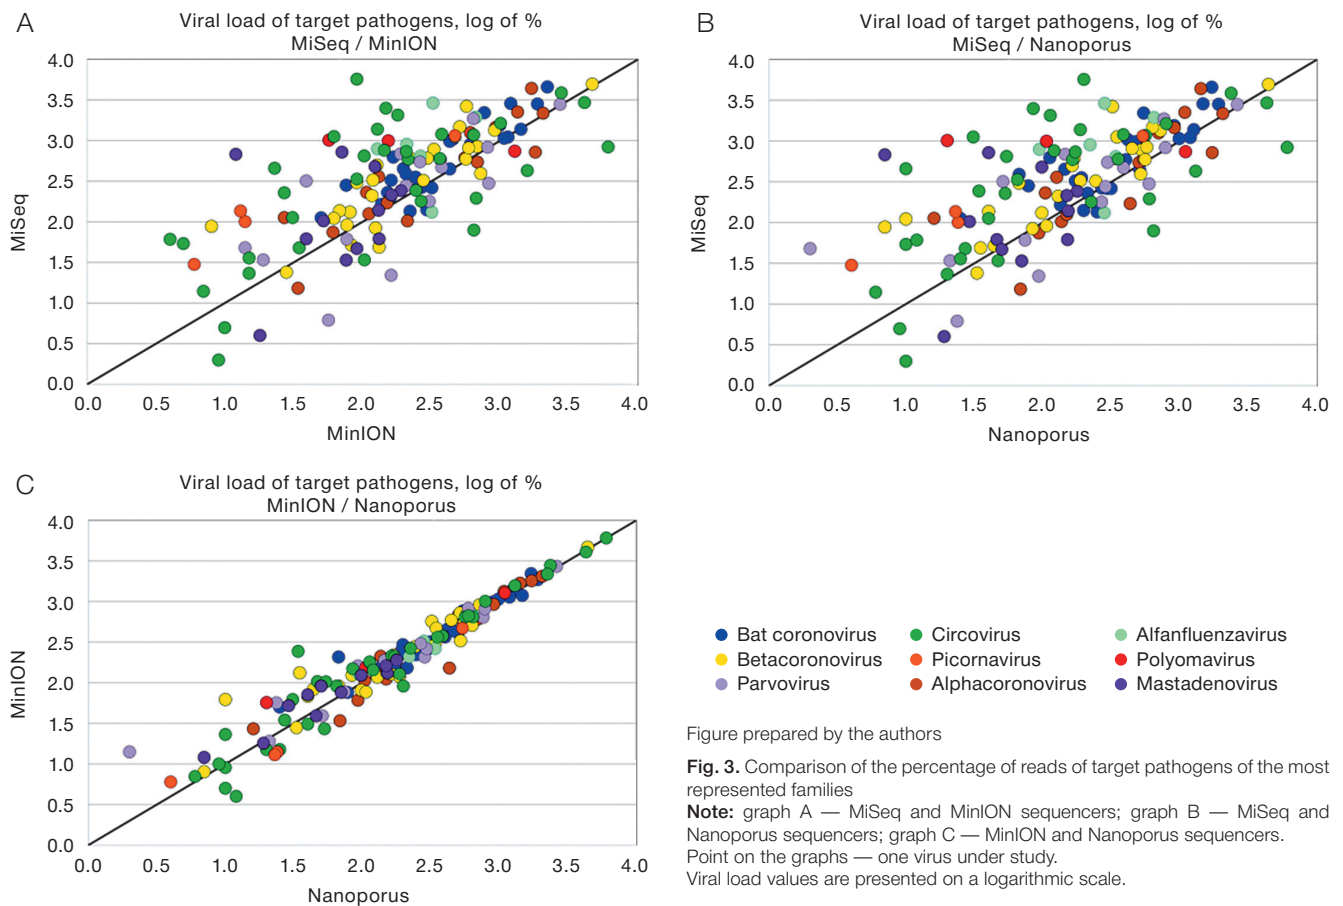 A
Viral load of target pathogens, log of %
MiSeq / MinION
MiSeq
4.0
3.5
3.0
2.5
2.0
1.5
1.0
0.5
0.0
0.0 0.5 1.0 1.5 2.0 2.5 3.0 3.5 4.0
MinION
B
Viral load of target pathogens, log of %
MiSeq / Nanoporus
MiSeq
4.0
3.5
3.0
2.5
2.0
1.5
1.0
0.5
0.0
0.0 0.5 1.0 1.5 2.0 2.5 3.0 3.5 4.0
Nanoporus
C
Viral load of target pathogens, log of %
MinION / Nanoporus
MinION
4.0
3.5
3.0
2.5
2.0
1.5
1.0
0.5
0.0
0.0 0.5 1.0 1.5 2.0 2.5 3.0 3.5 4.0
Nanoporus
Bat coronovirus Circovirus Alfanfluenzavirus
Betacoronovirus Picornavirus Polyomavirus
Parvovirus Alphacoronovirus Mastadenovirus
Figure prepared by the authors
Fig. 3. Comparison of the percentage of reads of target pathogens of the most
represented families
Note: graph A — MiSeq and MinION sequencers; graph B — MiSeq and
Nanoporus sequencers; graph C — MinION and Nanoporus sequencers.
Point on the graphs — one virus under study.
Viral load values are presented on a logarithmic scale.